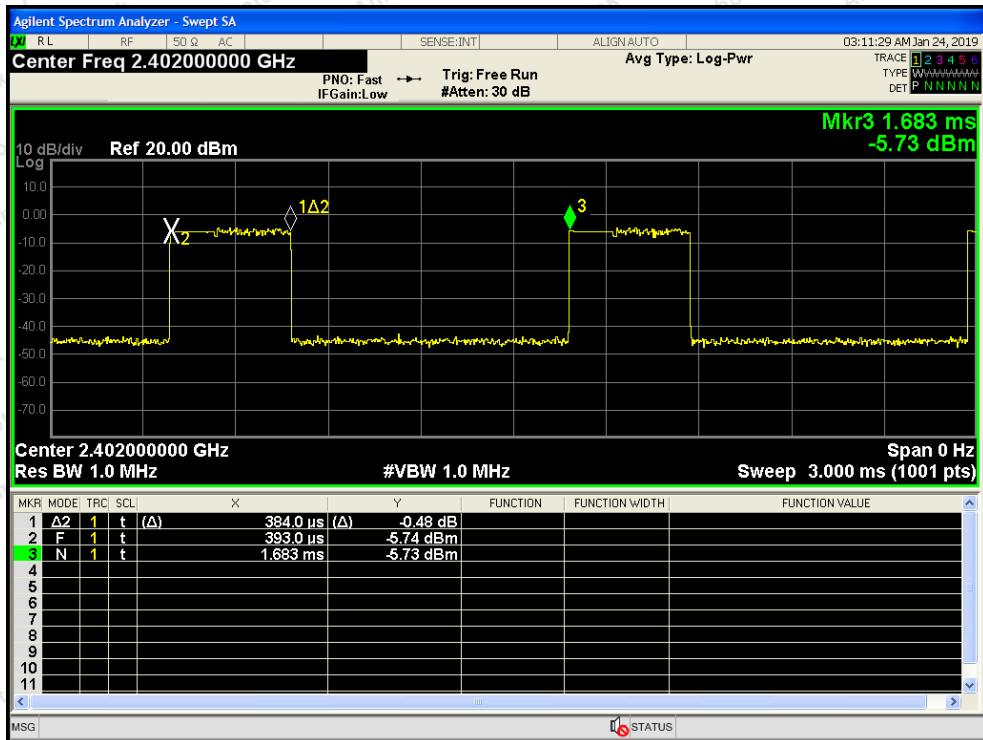 Agilent Spectrum Analyzer - Swept SA
LXI RL RF 50 Ω AC SENSE:INT ALIGN AUTO 03:11:29 AM Jan 24, 2019
Center Freq 2.402000000 GHz Avg Type: Log-Pwr TRACE 1 2 3 4 5 6
PNO: Fast Trig: Free Run TYPE WWWWWW
IFGain:Low #Atten: 30 dB DET P N N N N N
Mkr3 1.683 ms
10 dB/div Ref 20.00 dBm -5.73 dBm
Log
10.0
0.00
-10.0
-20.0
-30.0
-40.0
-50.0
-60.0
-70.0
X2 1Δ2 3
Center 2.402000000 GHz Span 0 Hz
Res BW 1.0 MHz #VBW 1.0 MHz Sweep 3.000 ms (1001 pts)
MKR MODE TRC SCL X Y FUNCTION FUNCTION WIDTH FUNCTION VALUE
1 Δ2 1 t (Δ) 384.0 µs (Δ) -0.48 dB
2 F 1 t 393.0 µs -5.74 dBm
3 N 1 t 1.683 ms -5.73 dBm
4
5
6
7
8
9
10
11
MSG STATUS